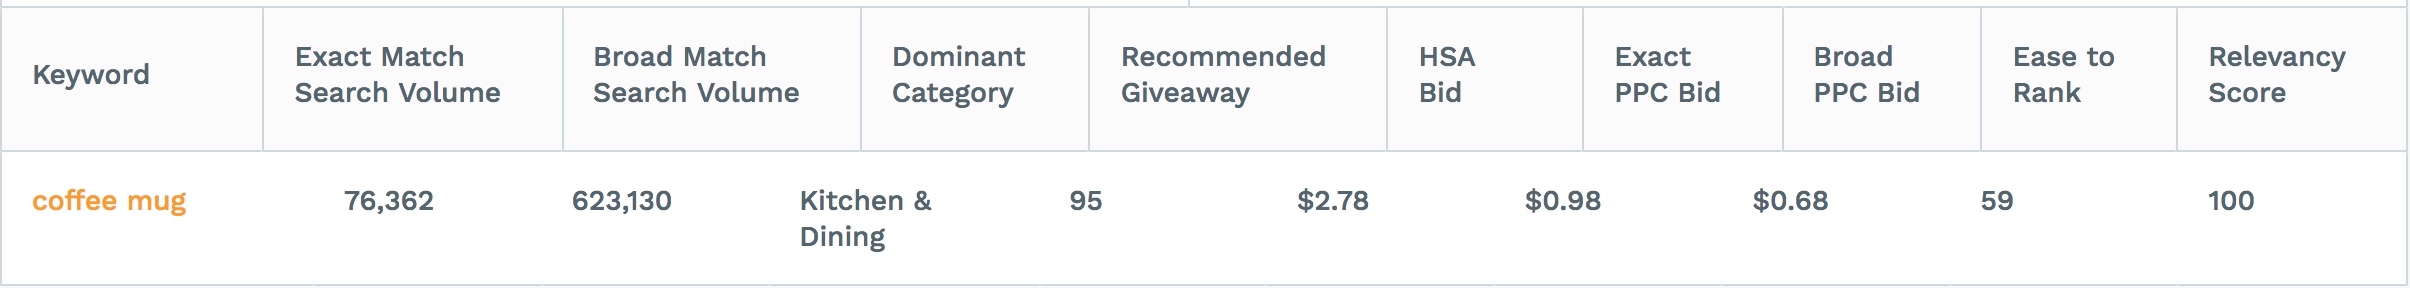 Keyword
Exact Match
Search Volume
Broad Match
Search Volume
Dominant
Category
Recommended
Giveaway
HSA
Bid
Exact
PPC Bid
Broad
PPC Bid
Ease to
Rank
Relevancy
Score
coffee mug
76,362
623,130
Kitchen &
Dining
95
$2.78
$0.98
$0.68
59
100